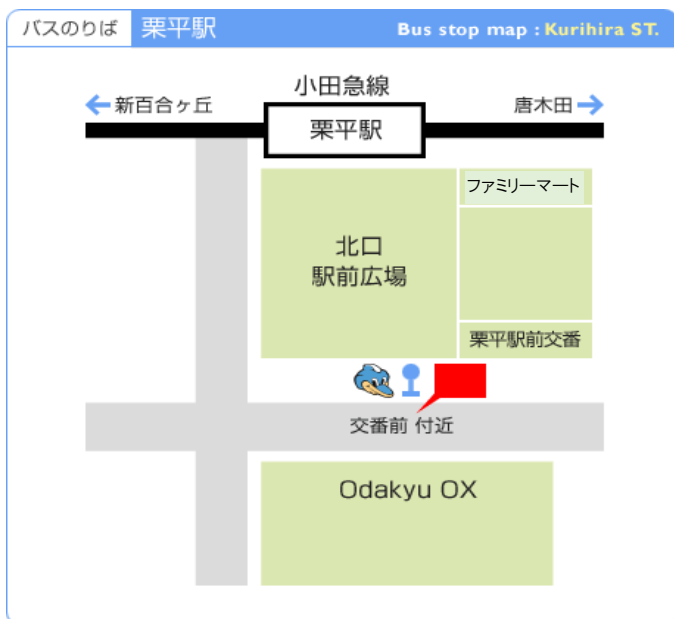 バスのりば 栗平駅 Bus stop map : Kurihira ST.
小田急線
新百合ヶ丘
唐木田
栗平駅
ファミリーマート
北口
駅前広場
栗平駅前交番
交番前 付近
Odakyu OX